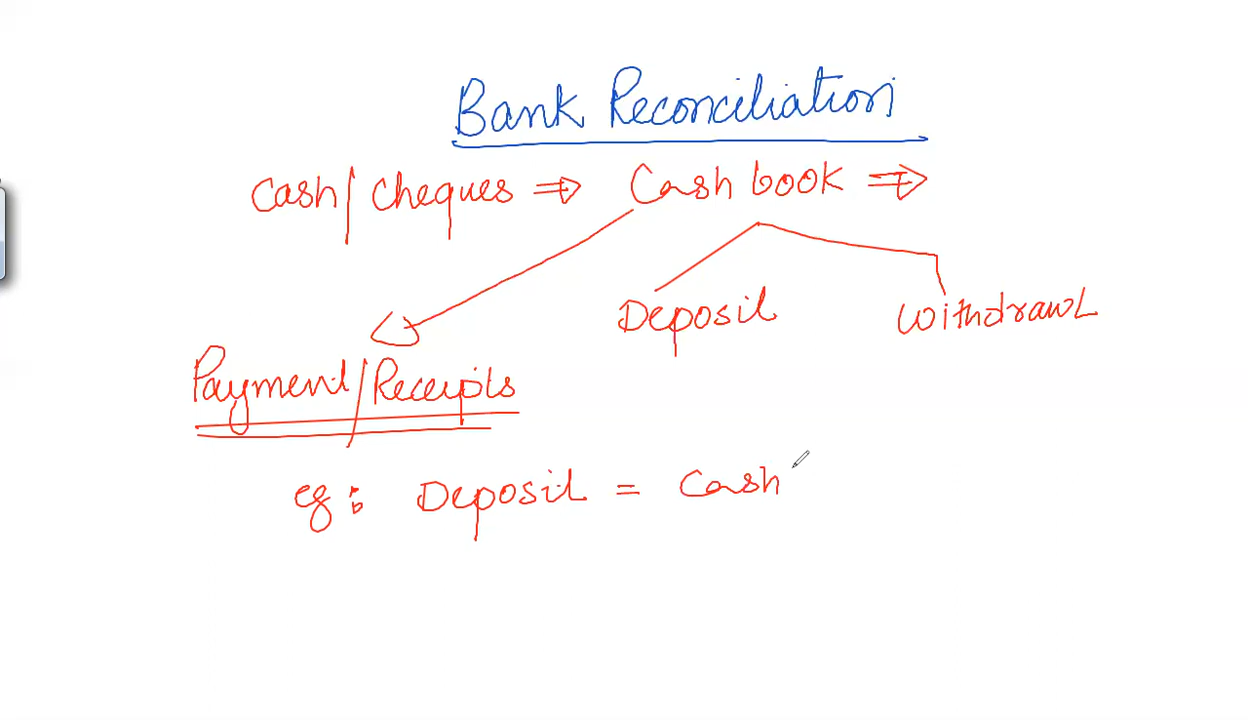 Bank Reconciliation
Cash/Cheques ⇒ Cash book ⇒
Deposit Withdrawl
Payment/Receipts
eg: Deposit = Cash